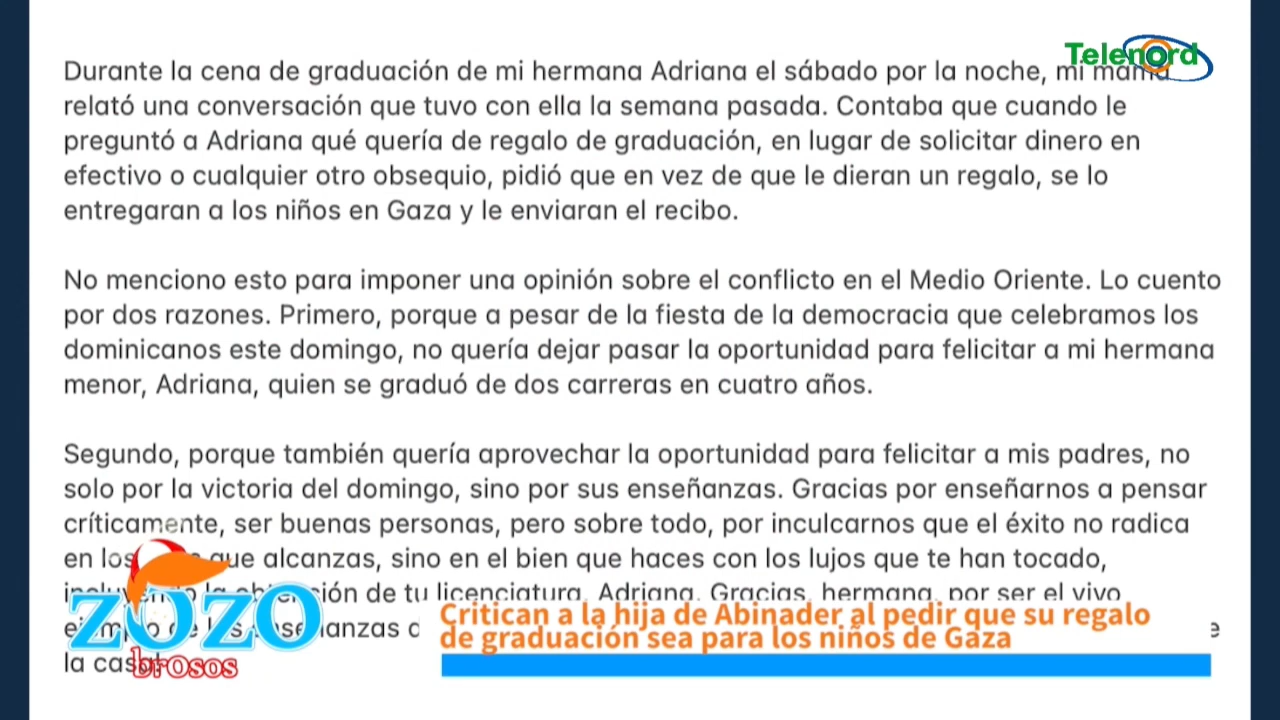 Telenord
Durante la cena de graduación de mi hermana Adriana el sábado por la noche, mi mamá
relató una conversación que tuvo con ella la semana pasada. Contaba que cuando le
preguntó a Adriana qué quería de regalo de graduación, en lugar de solicitar dinero en
efectivo o cualquier otro obsequio, pidió que en vez de que le dieran un regalo, se lo
entregaran a los niños en Gaza y le enviaran el recibo.
No menciono esto para imponer una opinión sobre el conflicto en el Medio Oriente. Lo cuento
por dos razones. Primero, porque a pesar de la fiesta de la democracia que celebramos los
dominicanos este domingo, no quería dejar pasar la oportunidad para felicitar a mi hermana
menor, Adriana, quien se graduó de dos carreras en cuatro años.
Segundo, porque también quería aprovechar la oportunidad para felicitar a mis padres, no
solo por la victoria del domingo, sino por sus enseñanzas. Gracias por enseñarnos a pensar
críticamente, ser buenas personas, pero sobre todo, por inculcarnos que el éxito no radica
en los que alcanzas, sino en el bien que haces con los lujos que te han tocado,
incluyendo la obtención de tu licenciatura, Adriana. Gracias, hermana, por ser el vivo
ejemplo de las enseñanzas
la casa!
ZOZO
brOsos
Critican a la hija de Abinader al pedir que su regalo
de graduación sea para los niños de Gaza